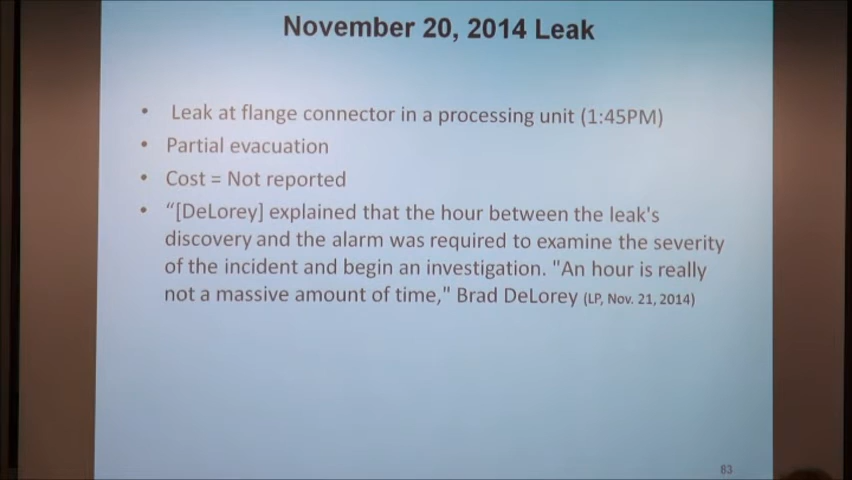 November 20, 2014 Leak
• Leak at flange connector in a processing unit (1:45PM)
• Partial evacuation
• Cost = Not reported
• “[DeLorey] explained that the hour between the leak's
discovery and the alarm was required to examine the severity
of the incident and begin an investigation. "An hour is really
not a massive amount of time," Brad DeLorey (LP, Nov. 21, 2014)
83